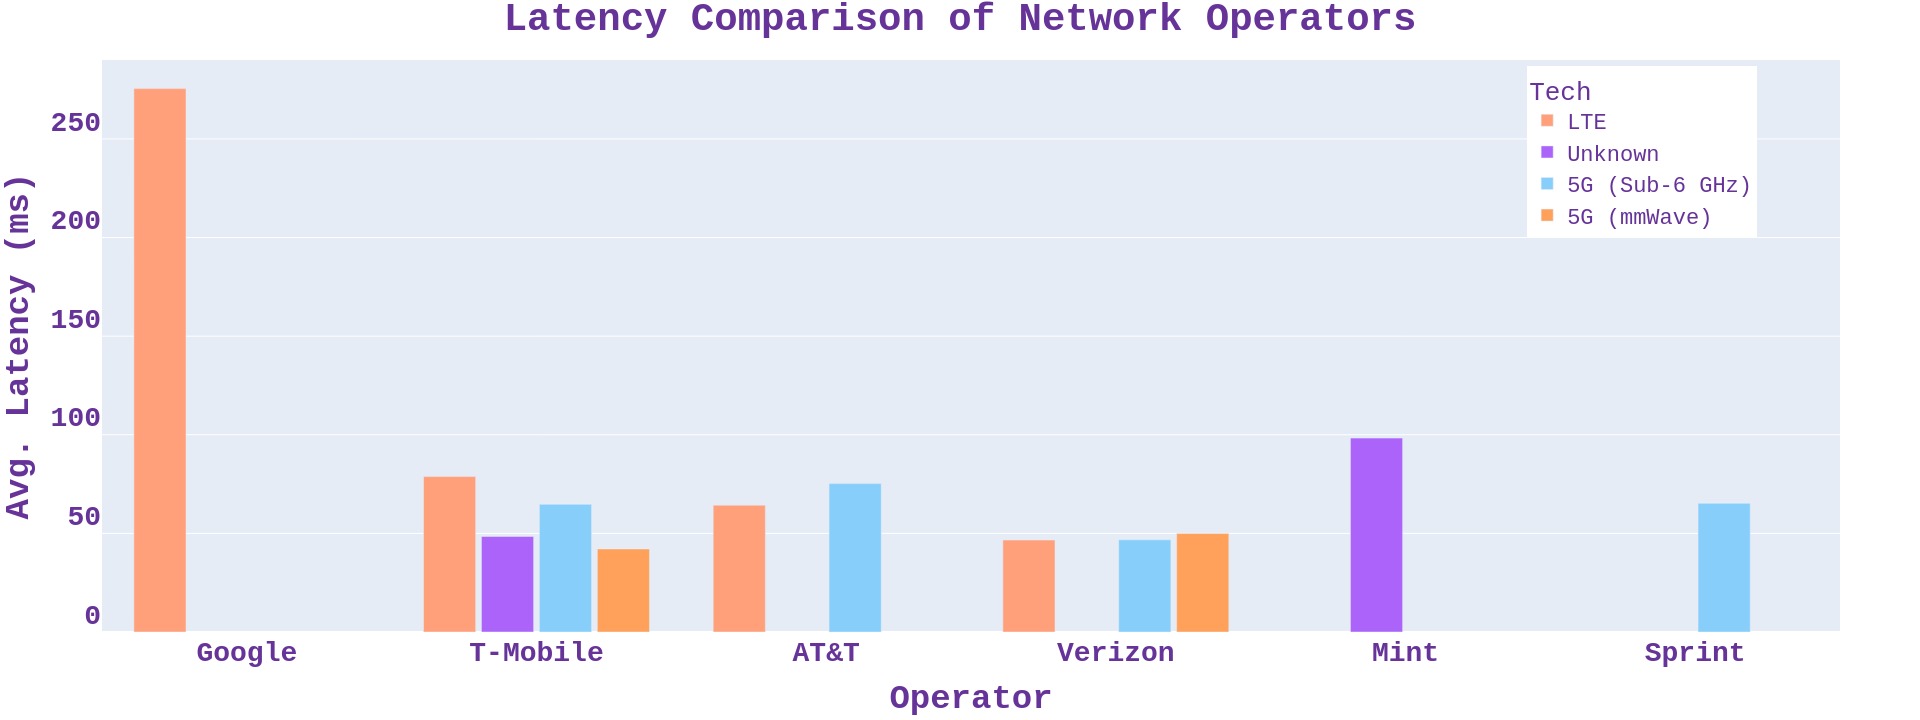 Latency Comparison of Network Operators
Tech
LTE
Unknown
5G (Sub-6 GHz)
5G (mmWave)
Avg. Latency (ms)
250
200
150
100
50
0
Google T-Mobile AT&T Verizon Mint Sprint
Operator